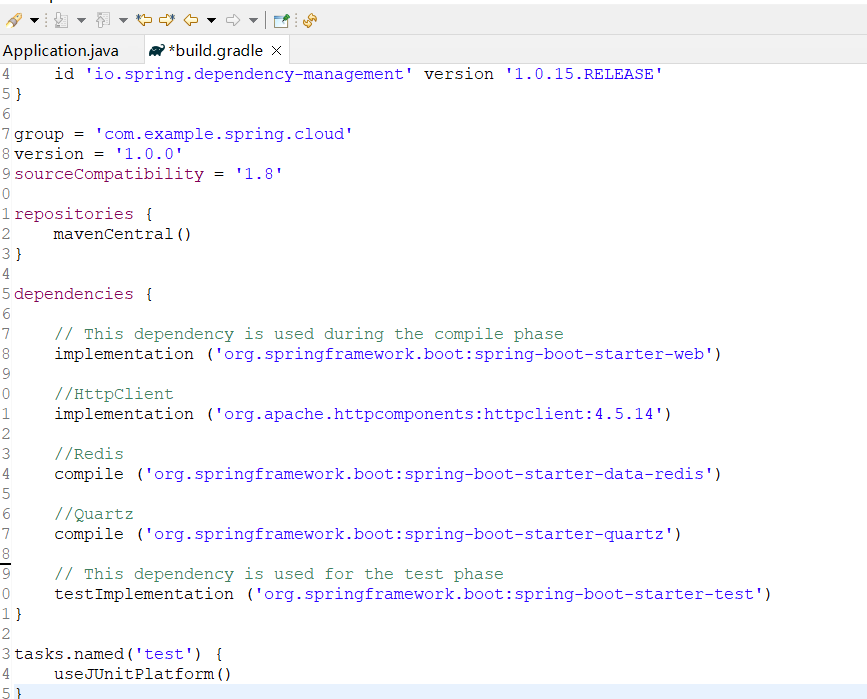 Application.java
*build.gradle
4 id 'io.spring.dependency-management' version '1.0.15.RELEASE'
5 }
6
7 group = 'com.example.spring.cloud'
8 version = '1.0.0'
9 sourceCompatibility = '1.8'
0
1 repositories {
2 mavenCentral()
3 }
4
5 dependencies {
6
7 // This dependency is used during the compile phase
8 implementation ('org.springframework.boot:spring-boot-starter-web')
9
0 //HttpClient
1 implementation ('org.apache.httpcomponents:httpclient:4.5.14')
2
3 //Redis
4 compile ('org.springframework.boot:spring-boot-starter-data-redis')
5
6 //Quartz
7 compile ('org.springframework.boot:spring-boot-starter-quartz')
8
9 // This dependency is used for the test phase
0 testImplementation ('org.springframework.boot:spring-boot-starter-test')
1 }
2
3 tasks.named('test') {
4 useJUnitPlatform()
5 }